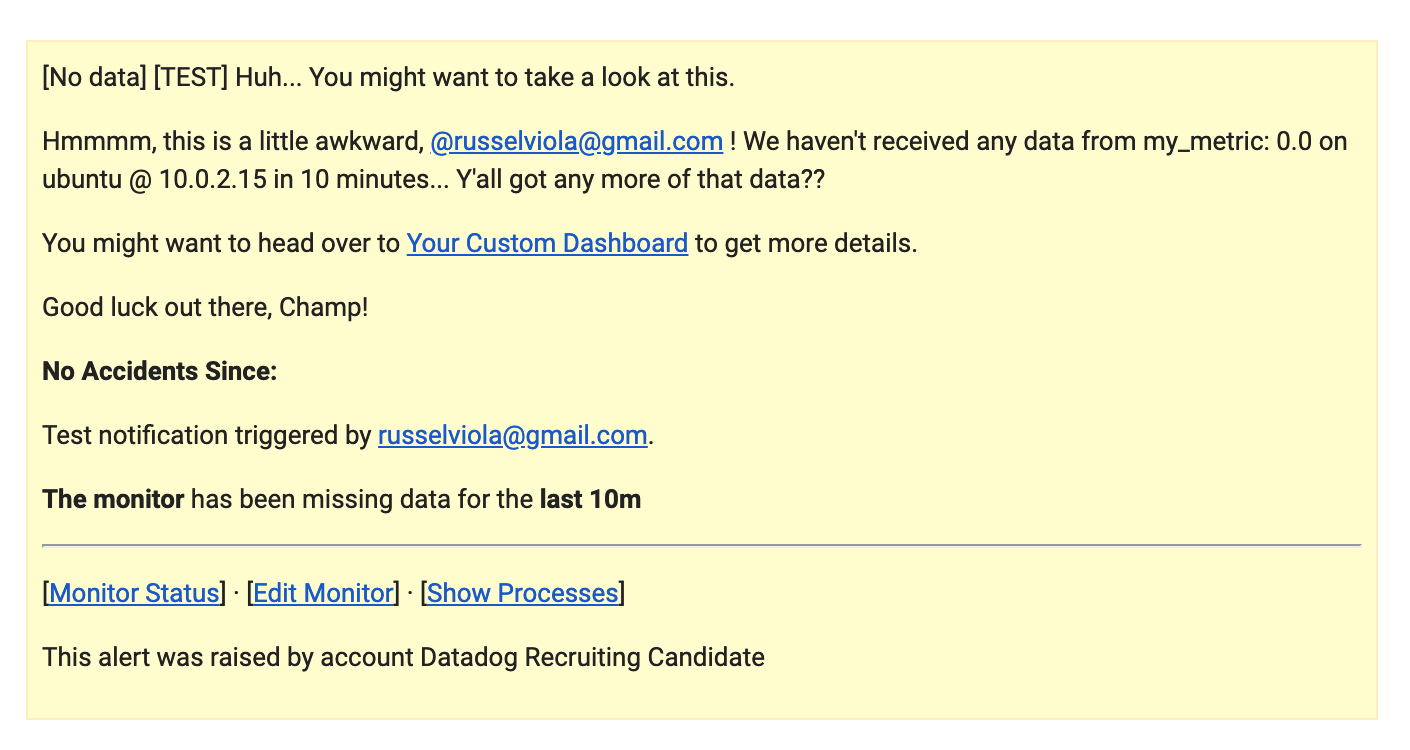 [No data] [TEST] Huh... You might want to take a look at this.
Hmmmm, this is a little awkward, @russelviola@gmail.com ! We haven't received any data from my_metric: 0.0 on
ubuntu @ 10.0.2.15 in 10 minutes... Y'all got any more of that data??
You might want to head over to Your Custom Dashboard to get more details.
Good luck out there, Champ!
No Accidents Since:
Test notification triggered by russelviola@gmail.com.
The monitor has been missing data for the last 10m
[Monitor Status] · [Edit Monitor] · [Show Processes]
This alert was raised by account Datadog Recruiting Candidate